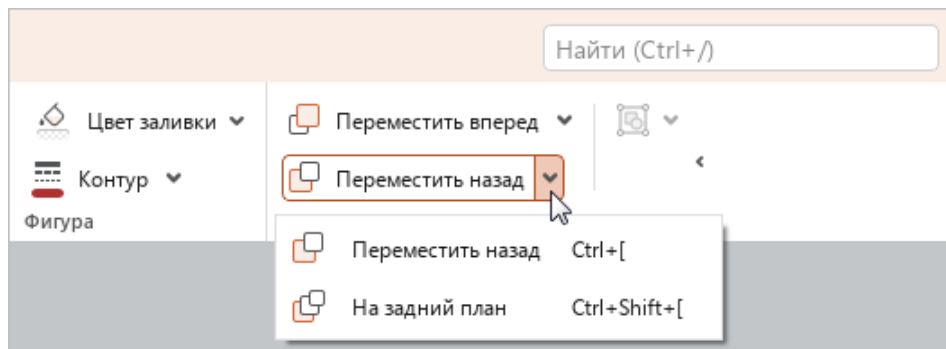 Найти (Ctrl+/)
Цвет заливки
Переместить вперед
Контур
Переместить назад
Фигура
Переместить назад Ctrl+[
На задний план Ctrl+Shift+[